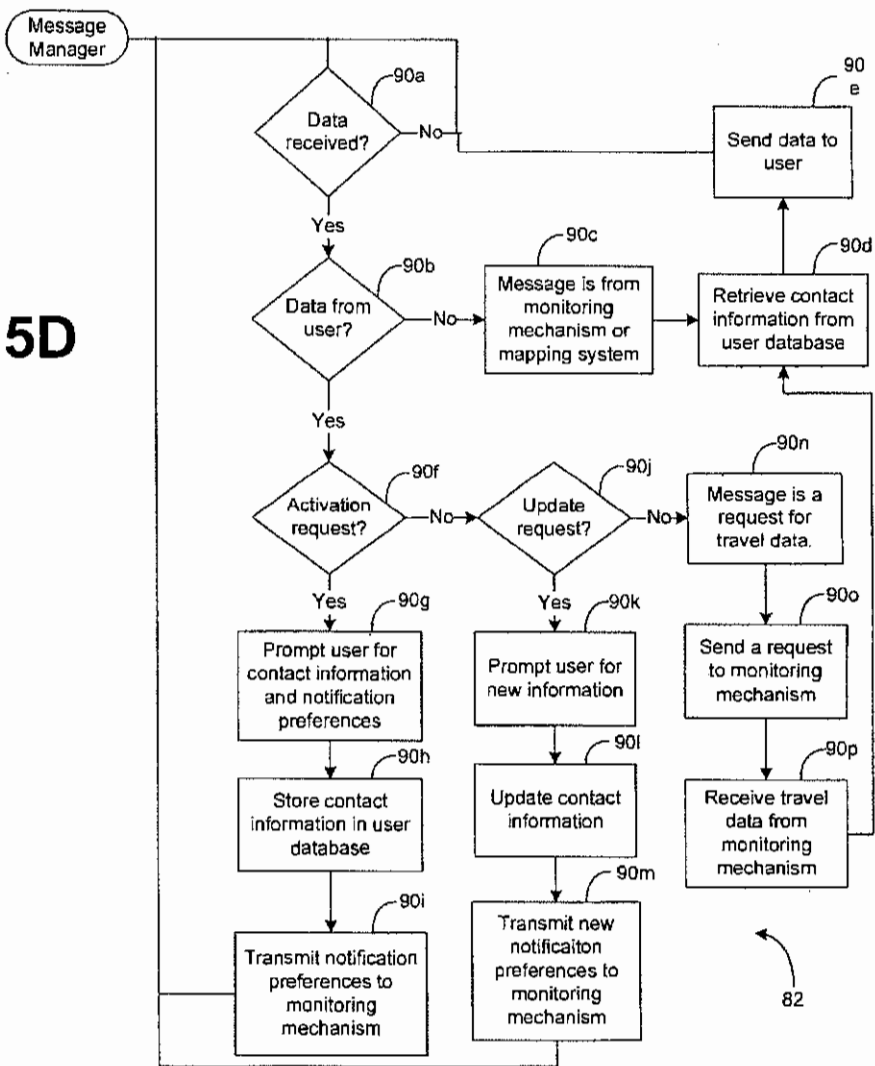 Message
Manager
90a
Data
received?
No
90
e
Send data to
user
Yes
90b
Data from
user?
No
90c
Message is from
monitoring
mechanism or
mapping system
90d
Retrieve contact
information from
user database
5D
Yes
90f
Activation
request?
No
90j
Update
request?
No
90n
Message is a
request for
travel data.
Yes
90g
Prompt user for
contact information
and notification
preferences
Yes
90k
Prompt user for
new information
90o
Send a request
to monitoring
mechanism
90h
Store contact
information in user
database
90l
Update contact
information
90p
Receive travel
data from
monitoring
mechanism
90i
Transmit notification
preferences to
monitoring
mechanism
90m
Transmit new
notificaiton
preferences to
monitoring
mechanism
82